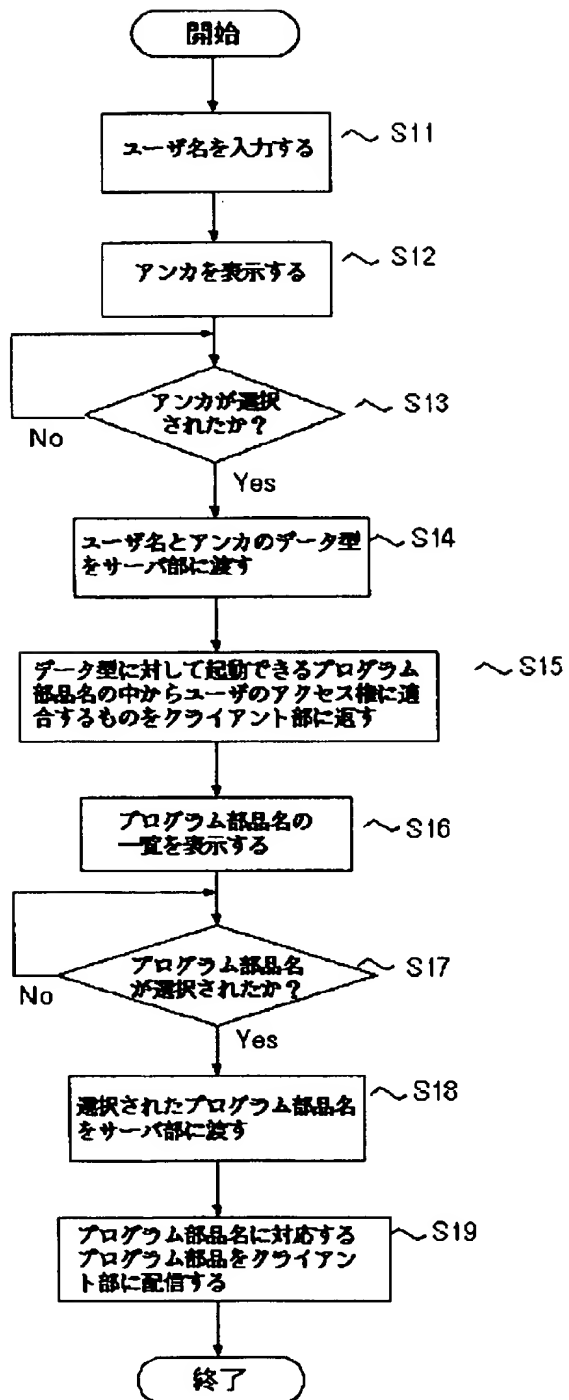 開始
ユーザ名を入力する
S11
アンカを表示する
S12
アンカが選択
されたか？
S13
No
Yes
ユーザ名とアンカのデータ型
をサーバ部に渡す
S14
データ型に対して起動できるプログラム
部品名の中からユーザのアクセス権に適
合するものをクライアント部に返す
S15
プログラム部品名の
一覧を表示する
S16
プログラム部品名
が選択されたか？
S17
No
Yes
選択されたプログラム部品名
をサーバ部に渡す
S18
プログラム部品名に対応する
プログラム部品をクライアン
ト部に配信する
S19
終了